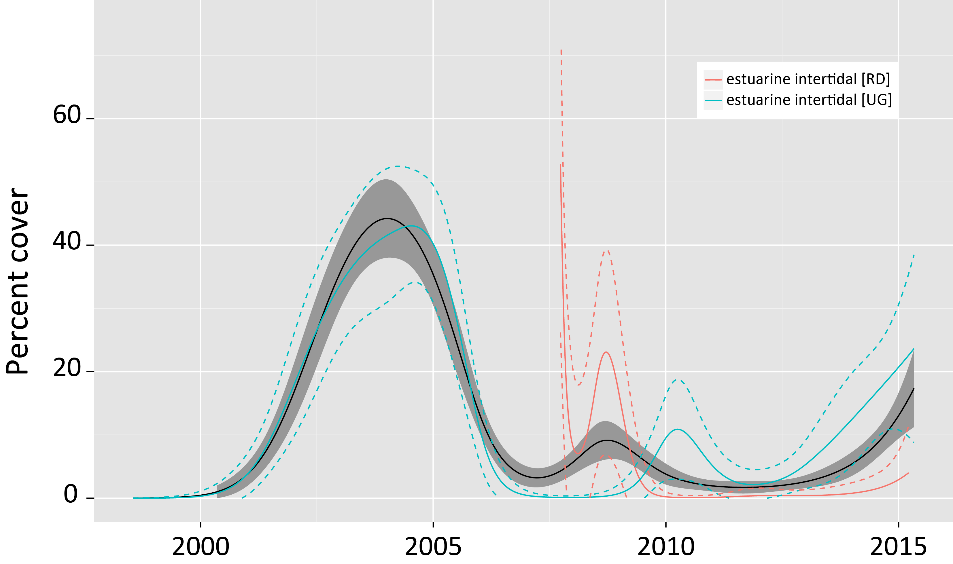 Percent cover
60
40
20
0
estuarine intertidal [RD]
estuarine intertidal [UG]
2000 2005 2010 2015